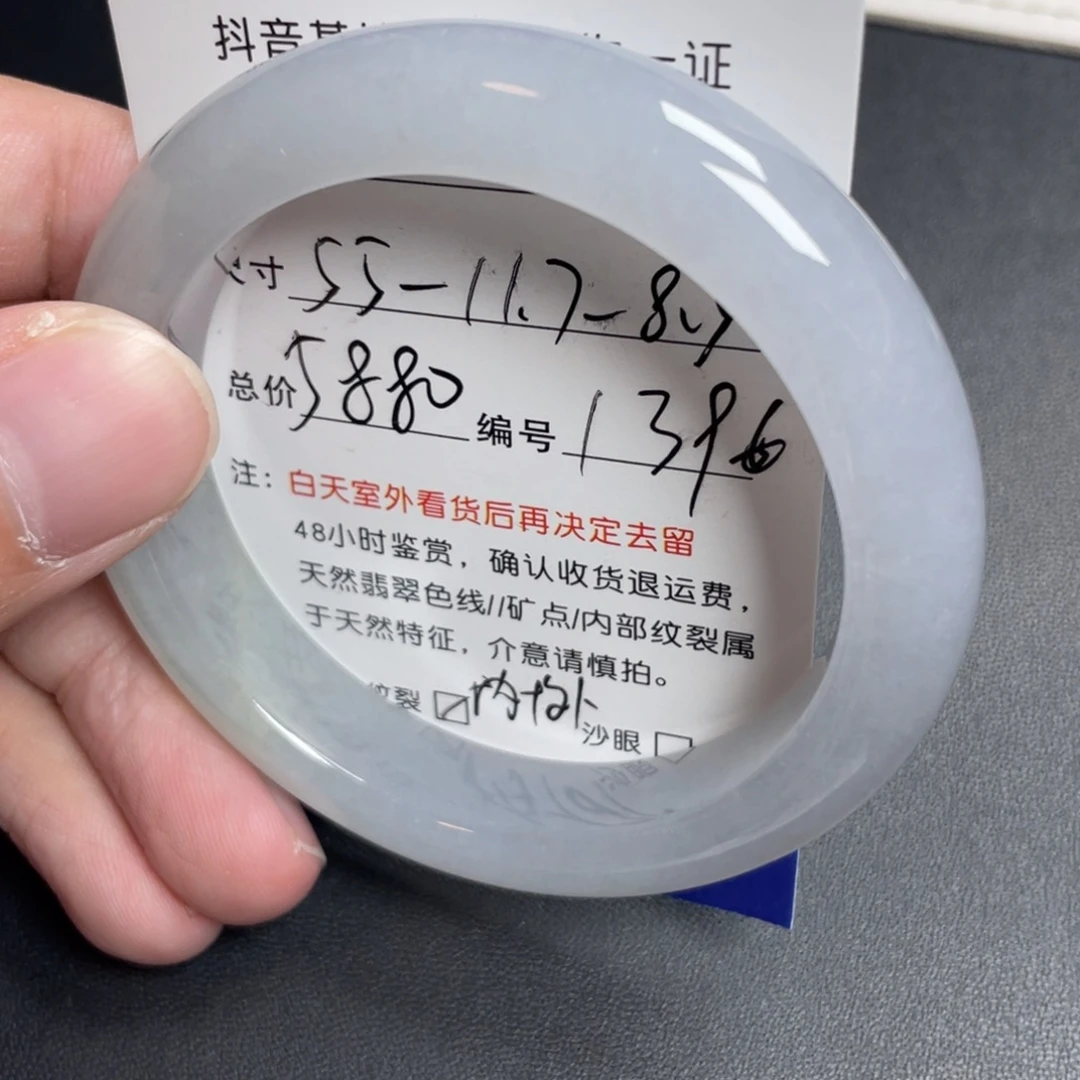 抖音基 一证
尺寸 55-11.7-8.
总价 5880 编号 1396
注：白天室外看货后再决定去留
48小时鉴赏，确认收货退运费，
天然翡翠色线//矿点/内部纹裂属
于天然特征，介意请慎拍。
纹裂 ☑ 内 沙眼 □